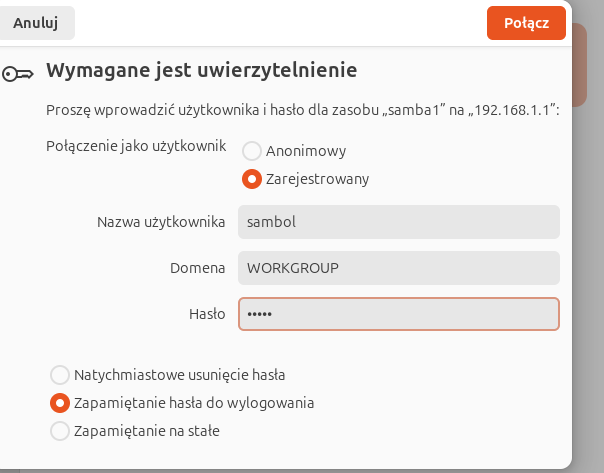 Anuluj
Połącz
Wymagane jest uwierzytelnienie
Proszę wprowadzić użytkownika i hasło dla zasobu „samba1” na „192.168.1.1”:
Połączenie jako użytkownik
Anonimowy
Zarejestrowany
Nazwa użytkownika sambol
Domena WORKGROUP
Hasło •••••
Natychmiastowe usunięcie hasła
Zapamiętanie hasła do wylogowania
Zapamiętanie na stałe